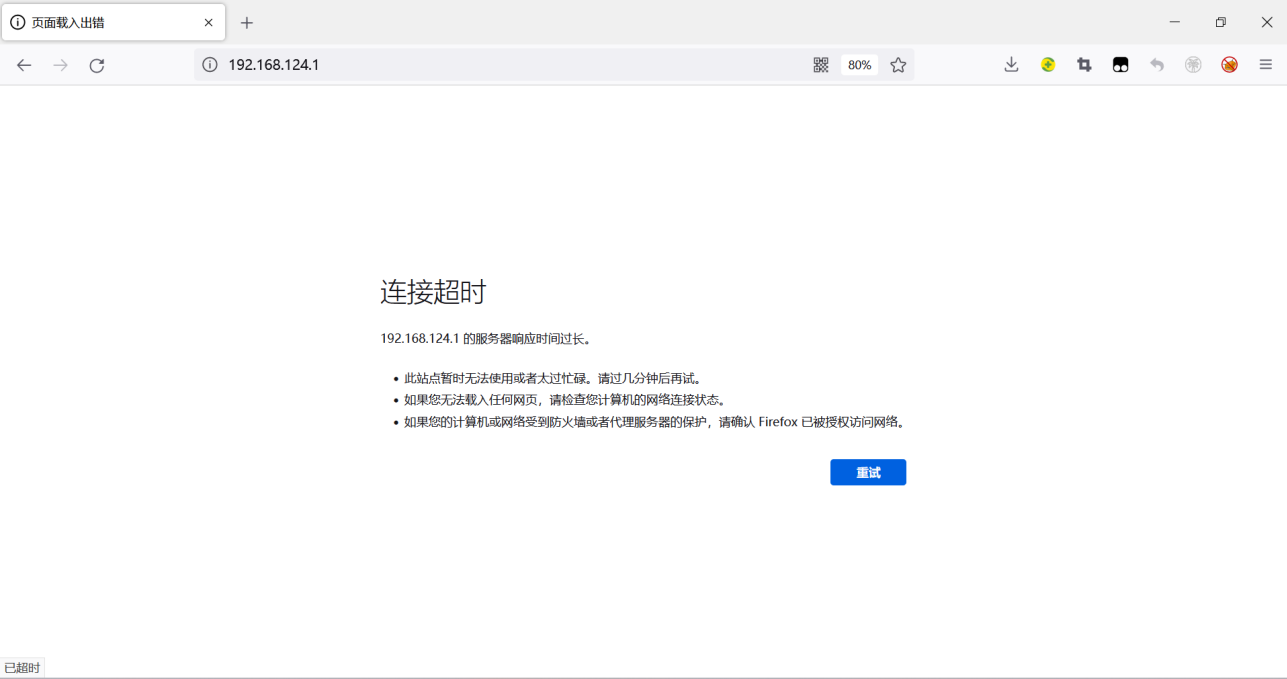 页面载入出错
192.168.124.1
80%
连接超时
192.168.124.1 的服务器响应时间过长。
此站点暂时无法使用或者太过忙碌。请过几分钟后再试。
如果您无法载入任何网页，请检查您计算机的网络连接状态。
如果您的计算机或网络受到防火墙或者代理服务器的保护，请确认 Firefox 已被授权访问网络。
重试
已超时